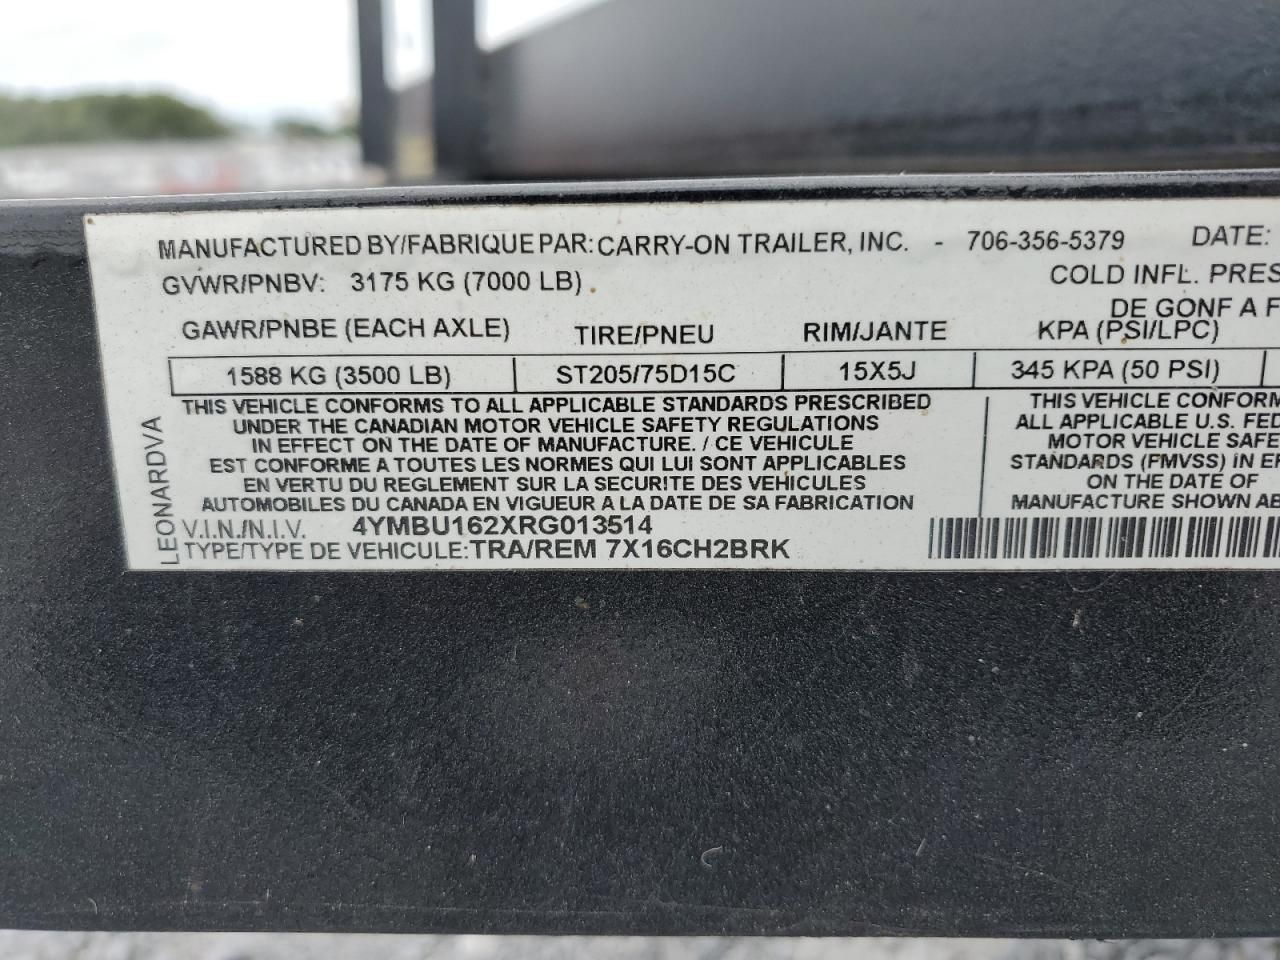 MANUFACTURED BY/FABRIQUE PAR: CARRY-ON TRAILER, INC. - 706-356-5379 DATE:
GVWR/PNBV: 3175 KG (7000 LB) COLD INFL. PRES
DE GONF A F
GAWR/PNBE (EACH AXLE) TIRE/PNEU RIM/JANTE KPA (PSI/LPC)
1588 KG (3500 LB) ST205/75D15C 15X5J 345 KPA (50 PSI)
THIS VEHICLE CONFORMS TO ALL APPLICABLE STANDARDS PRESCRIBED
UNDER THE CANADIAN MOTOR VEHICLE SAFETY REGULATIONS
IN EFFECT ON THE DATE OF MANUFACTURE. / CE VEHICULE
EST CONFORME A TOUTES LES NORMES QUI LUI SONT APPLICABLES
EN VERTU DU REGLEMENT SUR LA SECURITE DES VEHICULES
AUTOMOBILES DU CANADA EN VIGUEUR A LA DATE DE SA FABRICATION
THIS VEHICLE CONFORM
ALL APPLICABLE U.S. FED
MOTOR VEHICLE SAFE
STANDARDS (FMVSS) IN EF
ON THE DATE OF
MANUFACTURE SHOWN AB
V.I.N./N.I.V. 4YMBU162XRG013514
TYPE/TYPE DE VEHICULE: TRA/REM 7X16CH2BRK
LEONARDVA